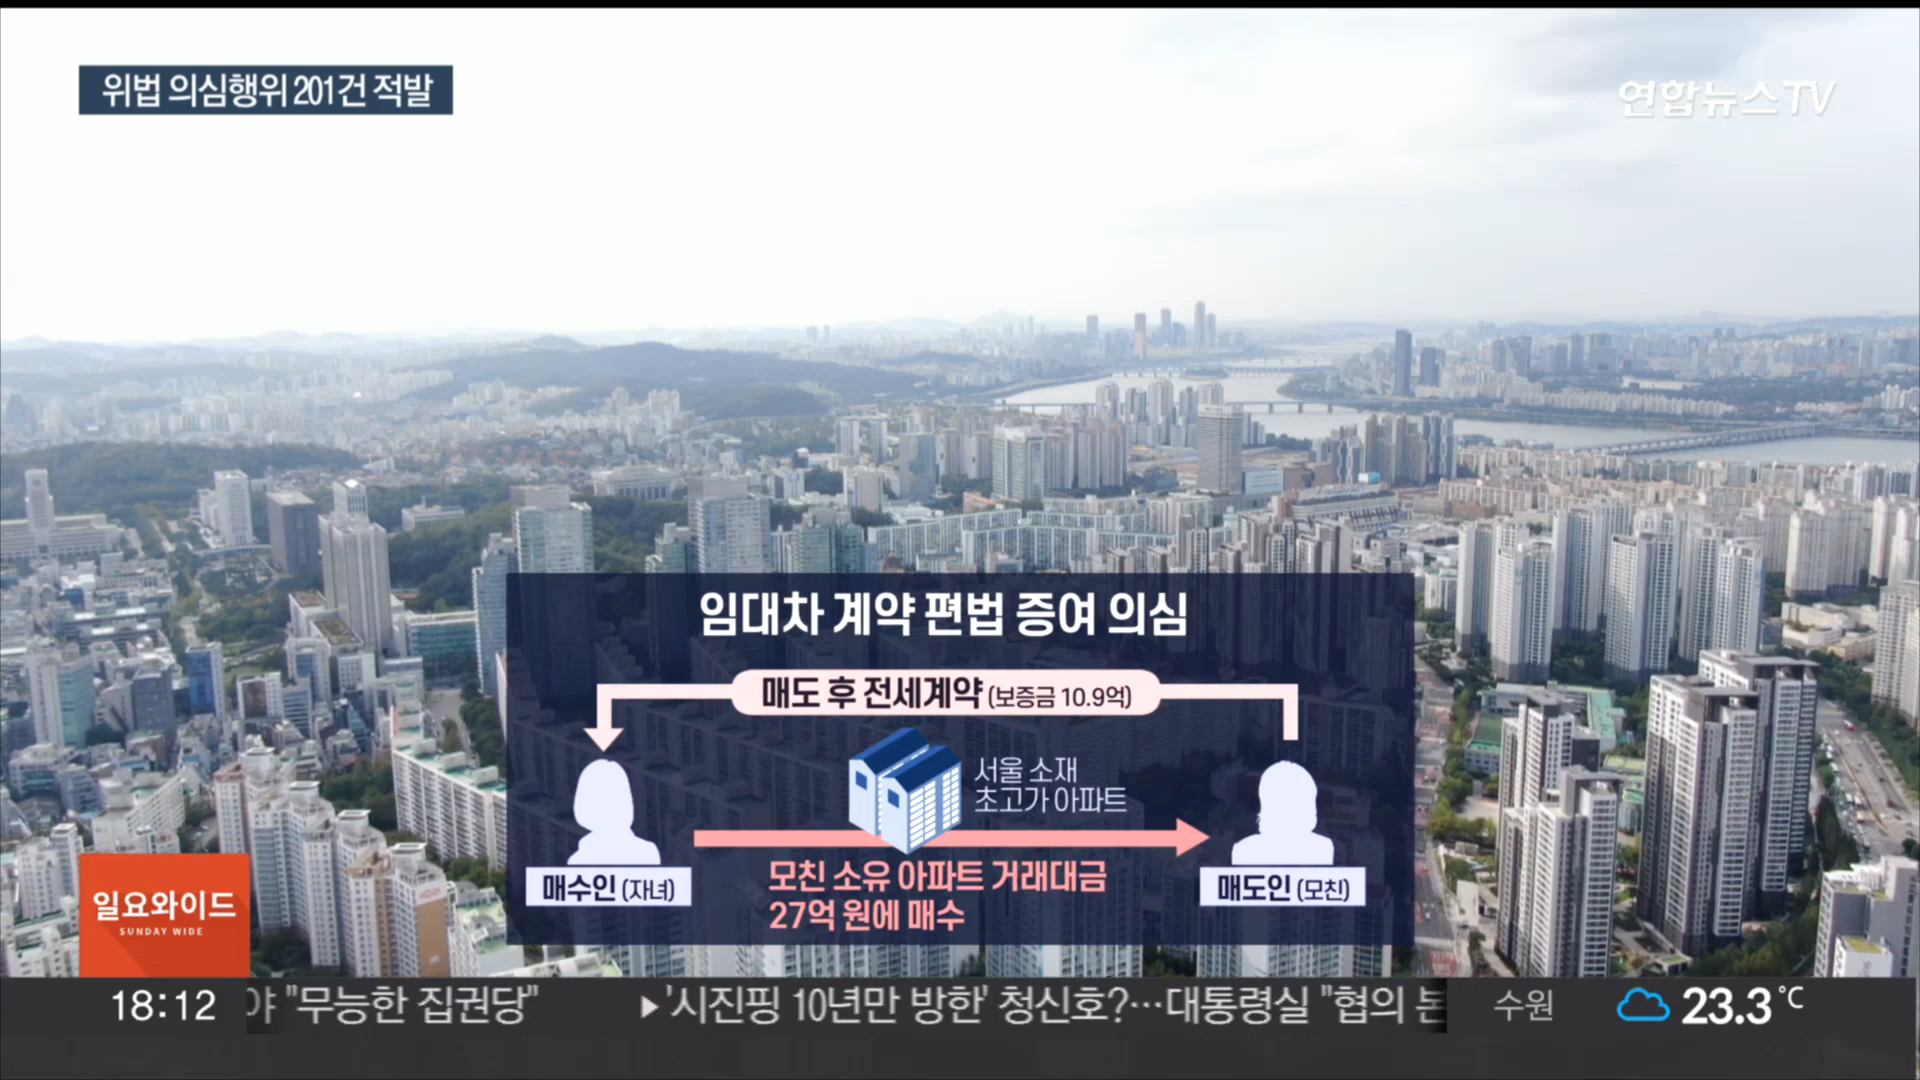 위법 의심행위 201건 적발
연합뉴스TV
임대차 계약 편법 증여 의심
매도 후 전세계약 (보증금 10.9억)
서울 소재
초고가 아파트
매수인 (자녀)
모친 소유 아파트 거래대금
27억 원에 매수
매도인 (모친)
일요와이드
SUNDAY WIDE
18:12
야 "무능한 집권당"
▶'시진핑 10년만 방한' 청신호?…대통령실 "협의 본
수원
23.3℃